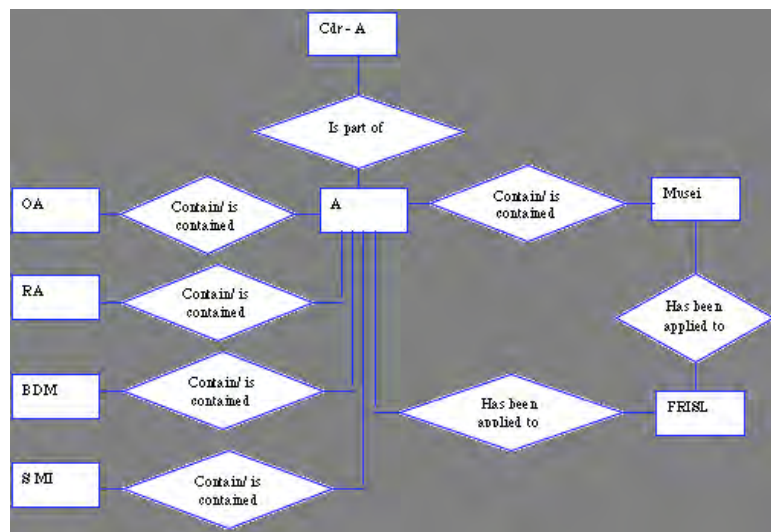 Cdr - A
Is part of
OA
Contain/ is
contained
A
Contain/ is
contained
Musei
RA
Contain/ is
contained
Has been
applied to
BDM
Contain/ is
contained
Has been
applied to
FRISL
SMI
Contain/ is
contained